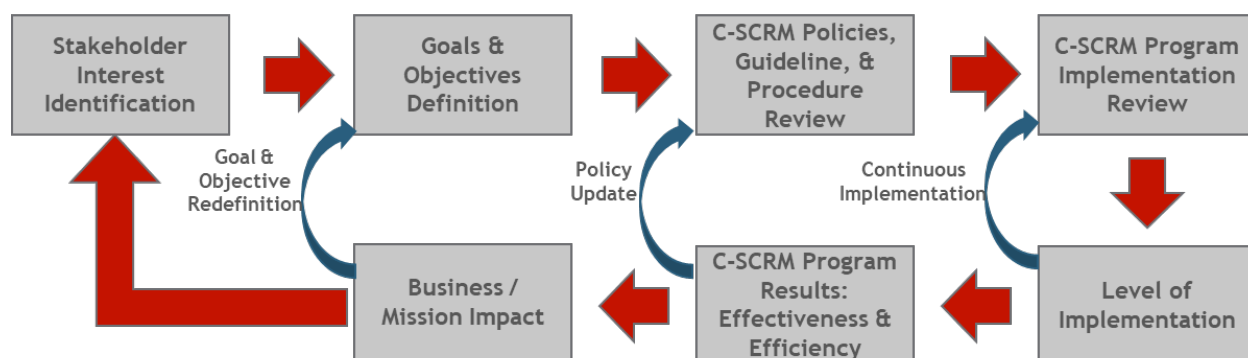 Stakeholder
Interest
Identification
Goals &
Objectives
Definition
C-SCRM Policies,
Guideline, &
Procedure
Review
C-SCRM Program
Implementation
Review
Goal &
Objective
Redefinition
Policy
Update
Continuous
Implementation
Business /
Mission Impact
C-SCRM Program
Results:
Effectiveness &
Efficiency
Level of
Implementation